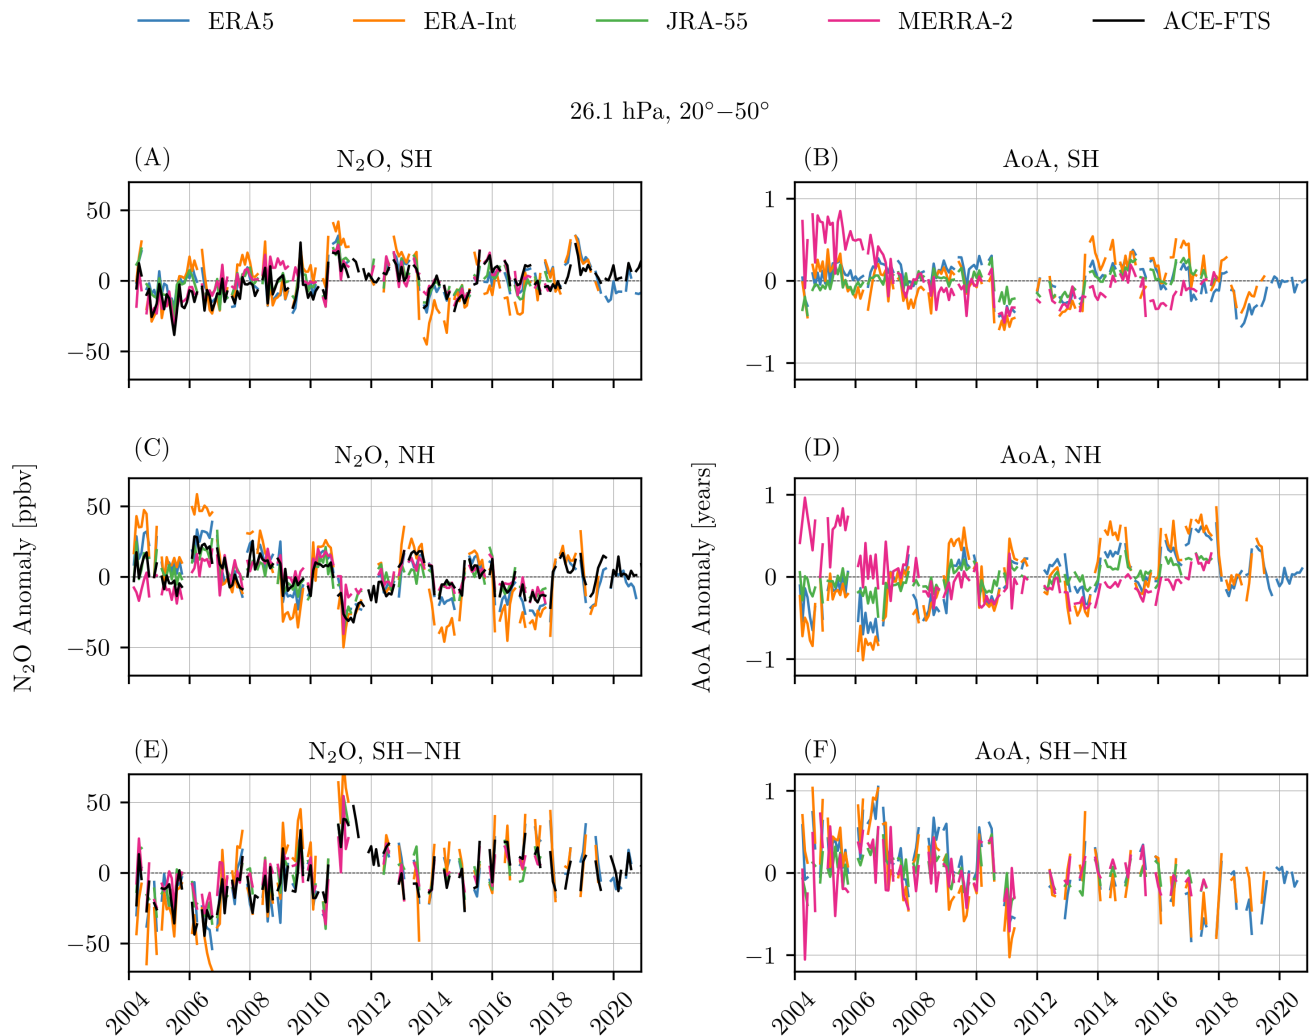 ERA5 ERA-Int JRA-55 MERRA-2 ACE-FTS
26.1 hPa, 20°−50°
(A) N₂O, SH
(B) AoA, SH
50
0
−50
1
0
−1
(C) N₂O, NH
(D) AoA, NH
N₂O Anomaly [ppbv]
50
0
−50
AoA Anomaly [years]
1
0
−1
(E) N₂O, SH−NH
(F) AoA, SH−NH
50
0
−50
1
0
−1
2004 2006 2008 2010 2012 2014 2016 2018 2020
2004 2006 2008 2010 2012 2014 2016 2018 2020